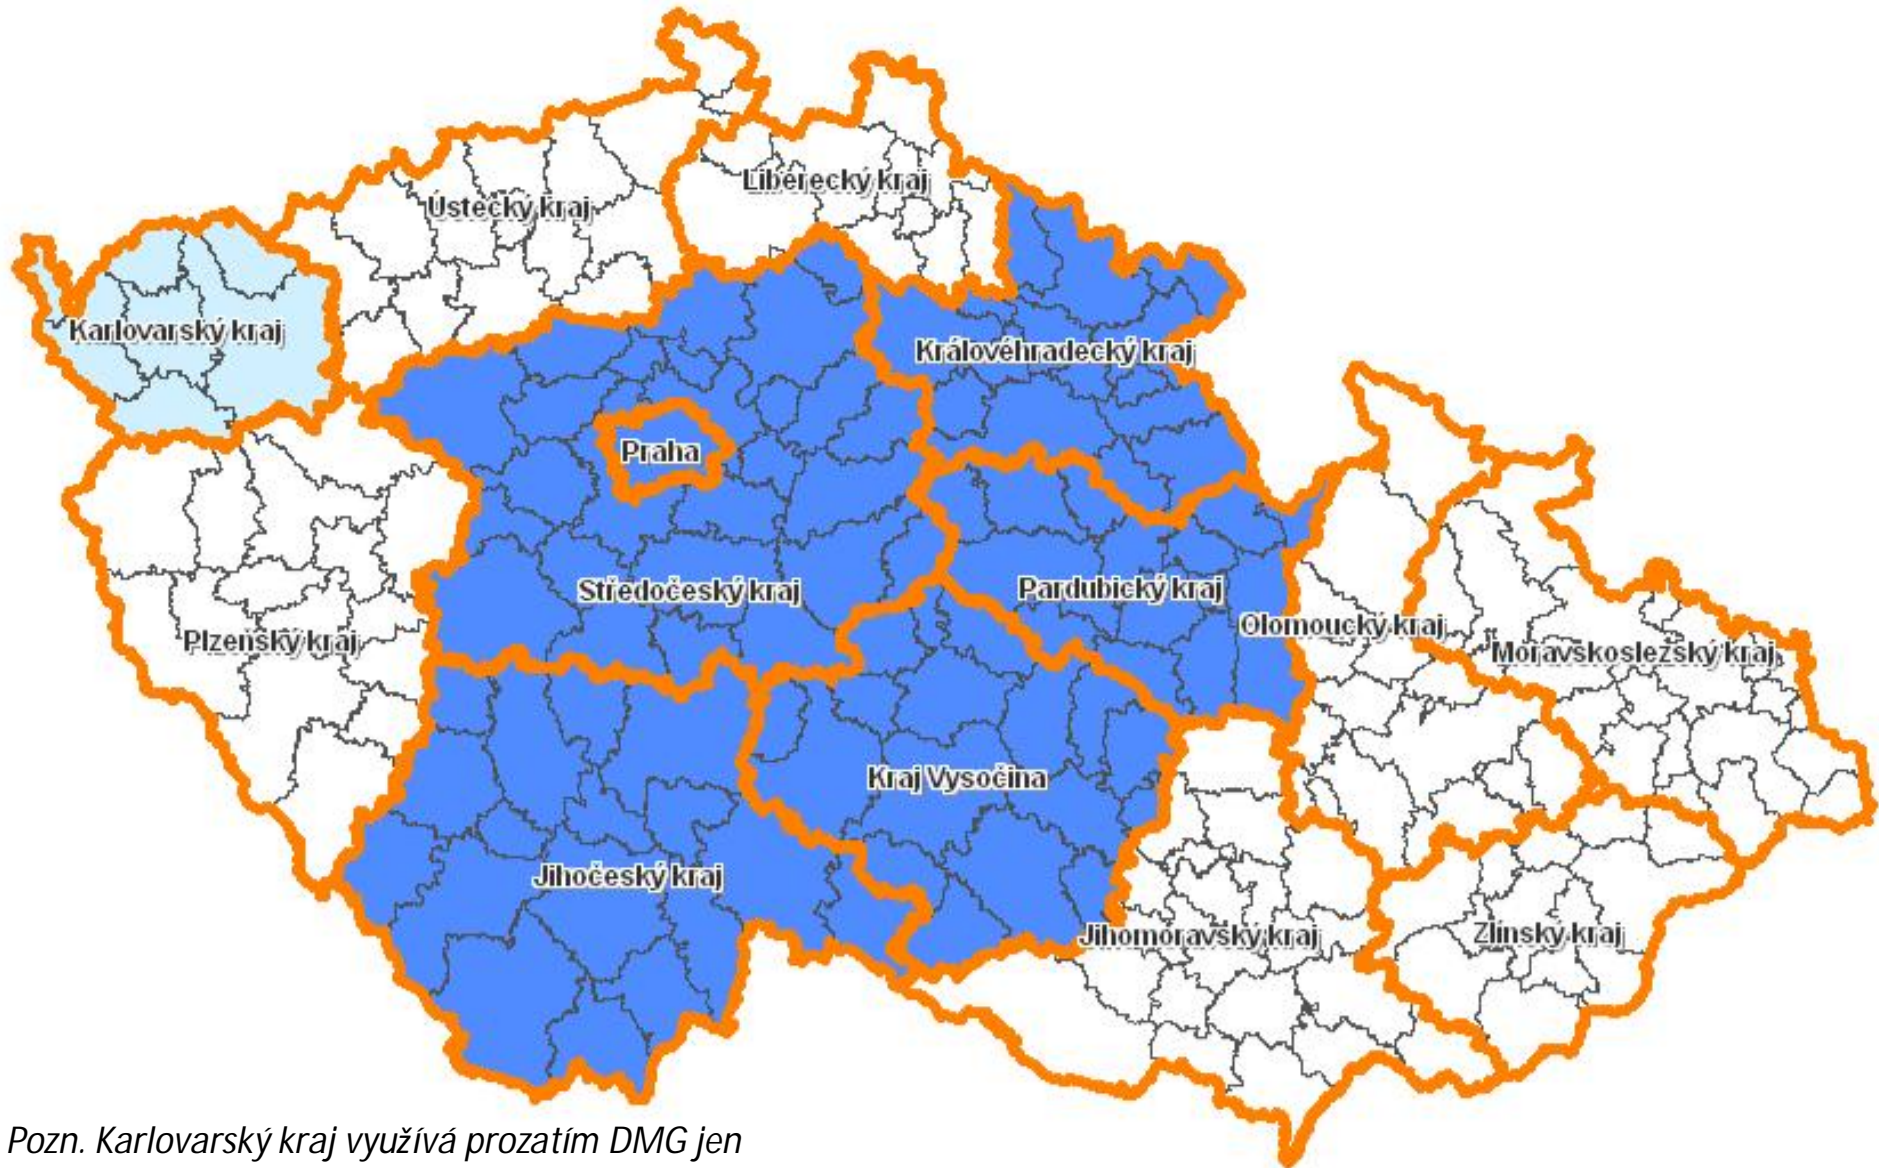 Liberecký kraj
Ústecký kraj
Karlovarský kraj
Královéhradecký kraj
Praha
Středočeský kraj
Pardubický kraj
Olomoucký kraj
Plzeňský kraj
Moravskoslezský kraj
Kraj Vysočina
Jihočeský kraj
Jihomoravský kraj
Zlínský kraj
Pozn. Karlovarský kraj využívá prozatím DMG jen